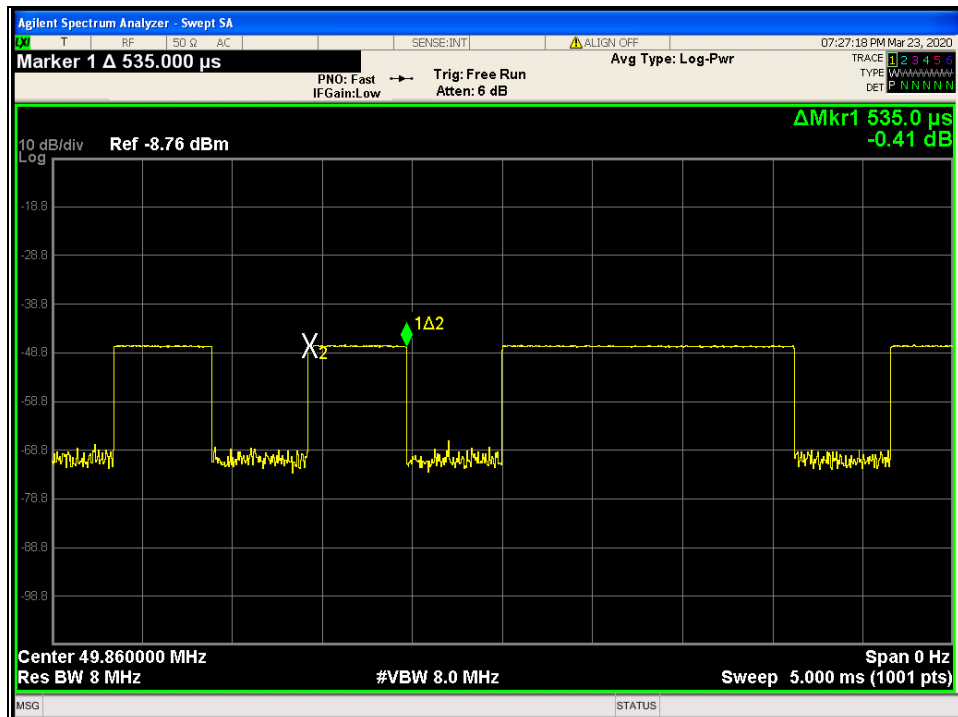 Agilent Spectrum Analyzer - Swept SA
LXI T RF 50 Ω AC SENSE:INT ALIGN OFF 07:27:18 PM Mar 23, 2020
Marker 1 Δ 535.000 µs
PNO: Fast
IFGain:Low
Trig: Free Run
Atten: 6 dB
Avg Type: Log-Pwr
TRACE 1 2 3 4 5 6
TYPE WWWWWWW
DET P N N N N N
ΔMkr1 535.0 µs
-0.41 dB
10 dB/div Ref -8.76 dBm
Log
-18.8
-28.8
-38.8
1Δ2
2
-48.8
-58.8
-68.8
-78.8
-88.8
-98.8
Center 49.860000 MHz Span 0 Hz
Res BW 8 MHz #VBW 8.0 MHz Sweep 5.000 ms (1001 pts)
MSG STATUS